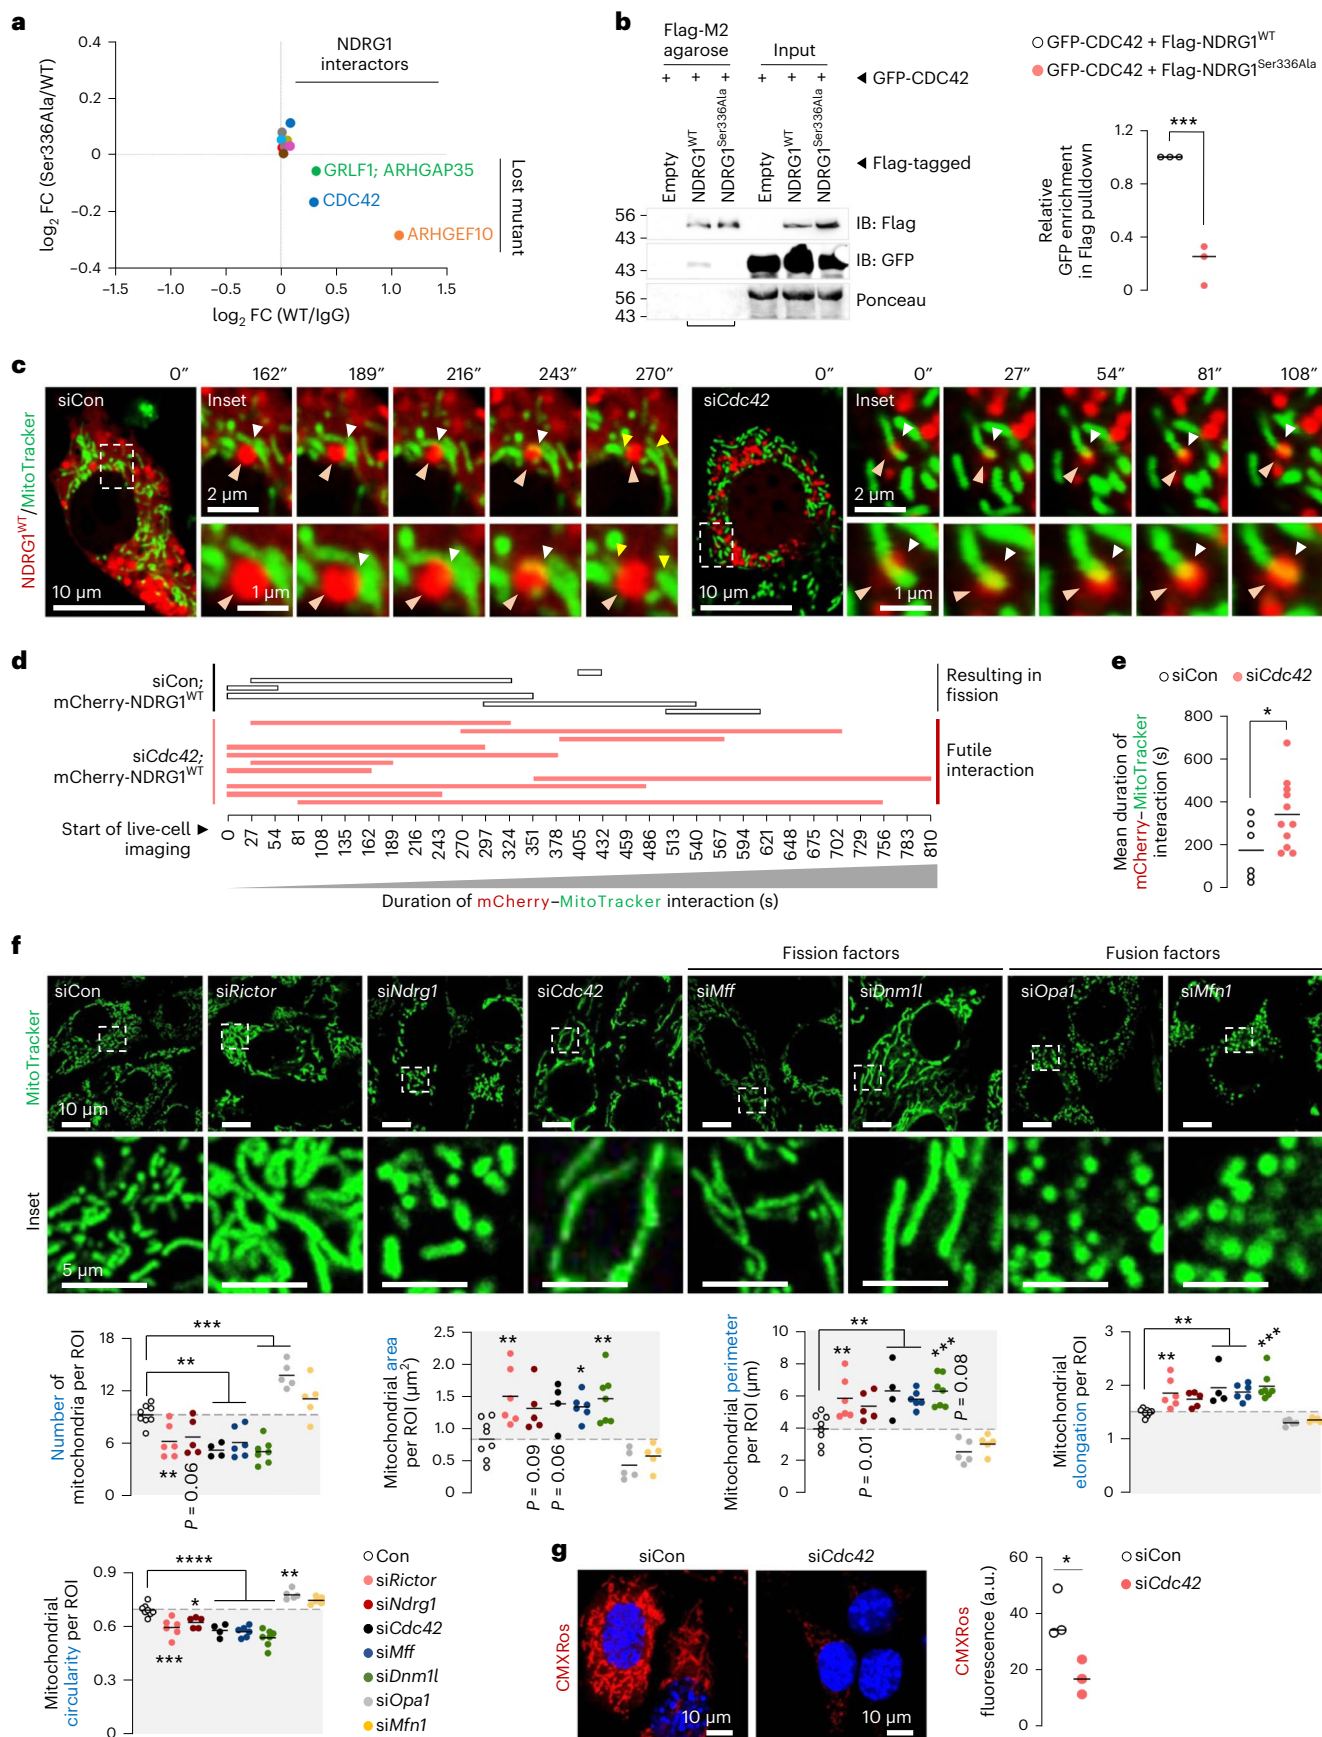 a
0.4
0.2
0
−0.2
−0.4
−1.5
−1.0
−0.5
0
0.5
1.0
1.5
log2 FC (Ser336Ala/WT)
log2 FC (WT/IgG)
NDRG1
interactors
GRLF1; ARHGAP35
CDC42
ARHGEF10
Lost mutant
b
Flag-M2
agarose
Input
+ + + + + +
GFP-CDC42
Empty
NDRG1WT
NDRG1Ser336Ala
Empty
NDRG1WT
NDRG1Ser336Ala
Flag-tagged
56
43
IB: Flag
43
IB: GFP
56
43
Ponceau
GFP-CDC42 + Flag-NDRG1WT
GFP-CDC42 + Flag-NDRG1Ser336Ala
Relative
GFP enrichment
in Flag pulldown
1.2
0.8
0.4
0
***
c
0″
162″
189″
216″
243″
270″
0″
0″
27″
54″
81″
108″
NDRG1WT/MitoTracker
siCon
Inset
siCdc42
Inset
2 µm
2 µm
10 µm
1 µm
10 µm
1 µm
d
siCon;
mCherry-NDRG1WT
Resulting in
fission
siCdc42;
mCherry-NDRG1WT
Futile
interaction
Start of live-cell
imaging
0 27 54 81 108 135 162 189 216 243 270 297 324 351 378 405 432 459 486 513 540 567 594 621 648 675 702 729 756 783 810
Duration of mCherry–MitoTracker interaction (s)
e
siCon
siCdc42
Mean duration of
mCherry–MitoTracker
interaction (s)
800
600
400
200
0
*
f
Fission factors
Fusion factors
MitoTracker
siCon
siRictor
siNdrg1
siCdc42
siMff
siDnm1l
siOpa1
siMfn1
10 µm
Inset
5 µm
Number of
mitochondria per ROI
18
12
6
0
***
**
**
P = 0.06
Mitochondrial area
per ROI (µm2)
2.5
2.0
1.5
1.0
0.5
0
**
*
**
P = 0.09
P = 0.06
Mitochondrial perimeter
per ROI (µm)
10
8
6
4
2
0
**
**
***
P = 0.01
P = 0.08
Mitochondrial
elongation per ROI
3
2
1
0
**
**
***
Mitochondrial
circularity per ROI
0.9
0.6
0.3
0
****
**
*
***
Con
siRictor
siNdrg1
siCdc42
siMff
siDnm1l
siOpa1
siMfn1
g
siCon
siCdc42
CMXRos
10 µm
10 µm
CMXRos
fluorescence (a.u.)
60
40
20
0
*
siCon
siCdc42